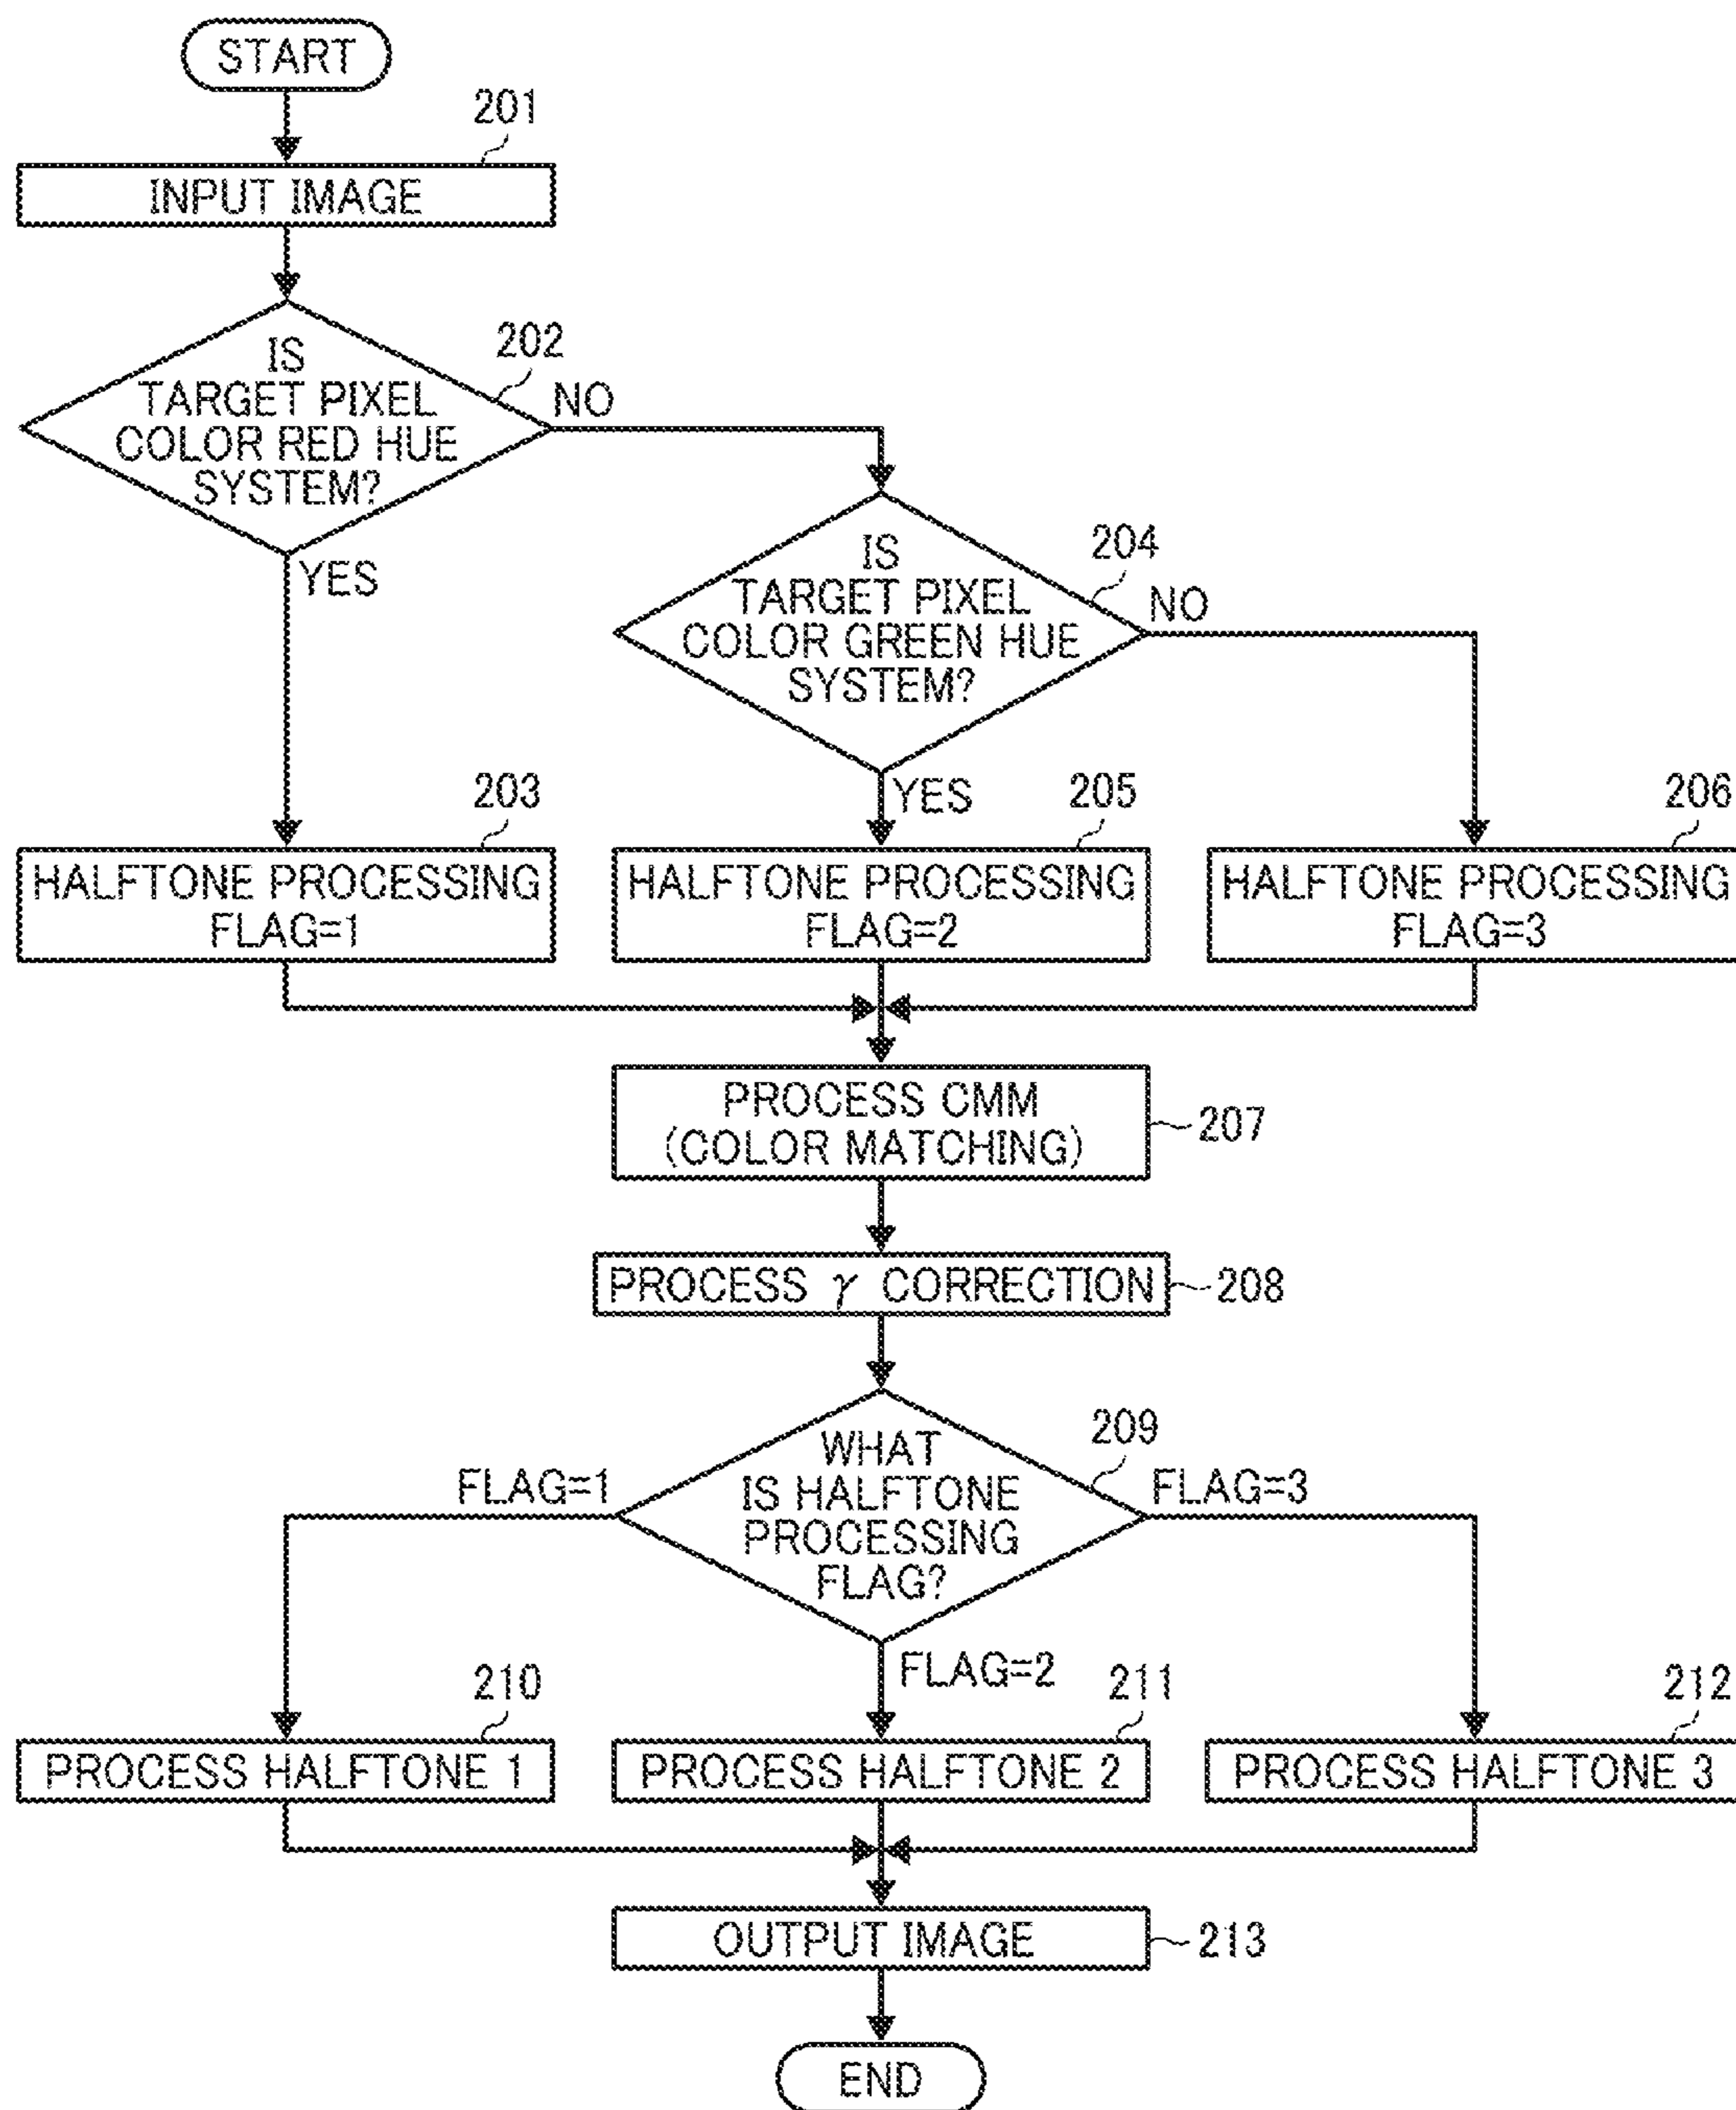 START
201
INPUT IMAGE
202
IS
TARGET PIXEL
COLOR RED HUE
SYSTEM?
NO
YES
204
IS
TARGET PIXEL
COLOR GREEN HUE
SYSTEM?
NO
YES
203
HALFTONE PROCESSING
FLAG=1
205
HALFTONE PROCESSING
FLAG=2
206
HALFTONE PROCESSING
FLAG=3
PROCESS CMM
(COLOR MATCHING)
207
PROCESS γ CORRECTION
208
209
WHAT
IS HALFTONE
PROCESSING
FLAG?
FLAG=1
FLAG=3
FLAG=2
210
PROCESS HALFTONE 1
211
PROCESS HALFTONE 2
212
PROCESS HALFTONE 3
OUTPUT IMAGE
213
END